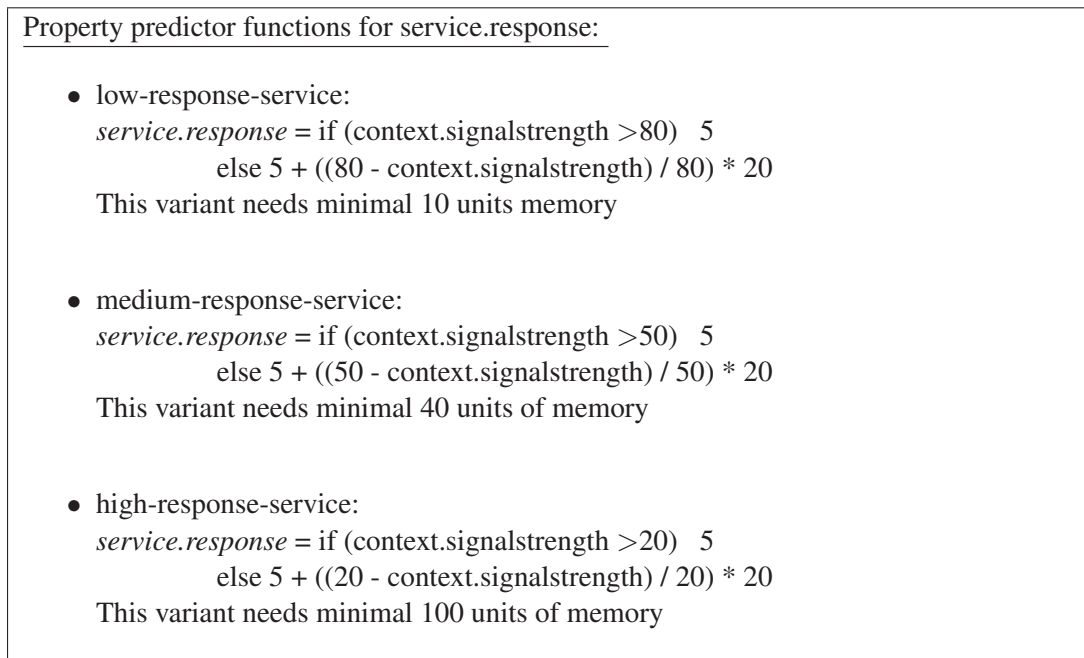 Property predictor functions for service.response:
• low-response-service:
service.response = if (context.signalstrength >80) 5
else 5 + ((80 - context.signalstrength) / 80) * 20
This variant needs minimal 10 units memory
• medium-response-service:
service.response = if (context.signalstrength >50) 5
else 5 + ((50 - context.signalstrength) / 50) * 20
This variant needs minimal 40 units of memory
• high-response-service:
service.response = if (context.signalstrength >20) 5
else 5 + ((20 - context.signalstrength) / 20) * 20
This variant needs minimal 100 units of memory